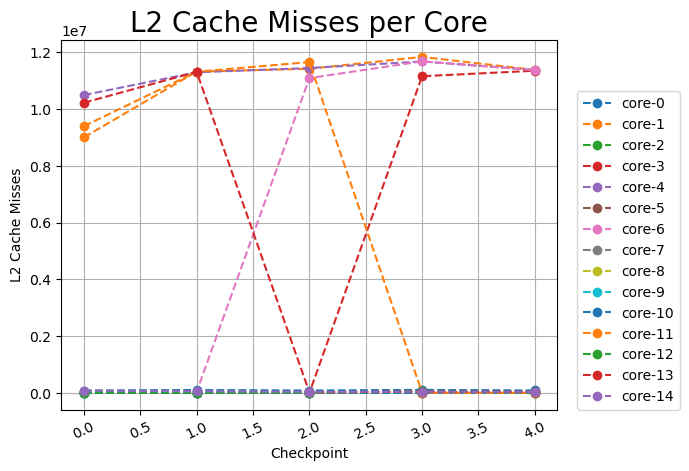 L2 Cache Misses per Core
1e7
1.2
1.0
0.8
0.6
0.4
0.2
0.0
L2 Cache Misses
0.0 0.5 1.0 1.5 2.0 2.5 3.0 3.5 4.0
Checkpoint
core-0
core-1
core-2
core-3
core-4
core-5
core-6
core-7
core-8
core-9
core-10
core-11
core-12
core-13
core-14